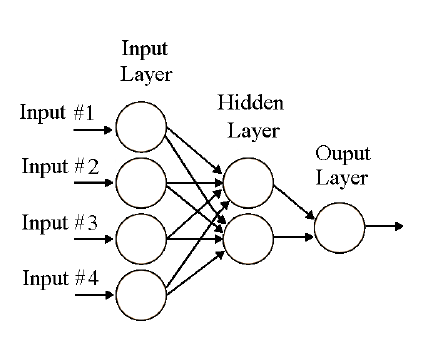 Input
Layer
Hidden
Layer
Ouput
Layer
Input #1
Input #2
Input #3
Input #4